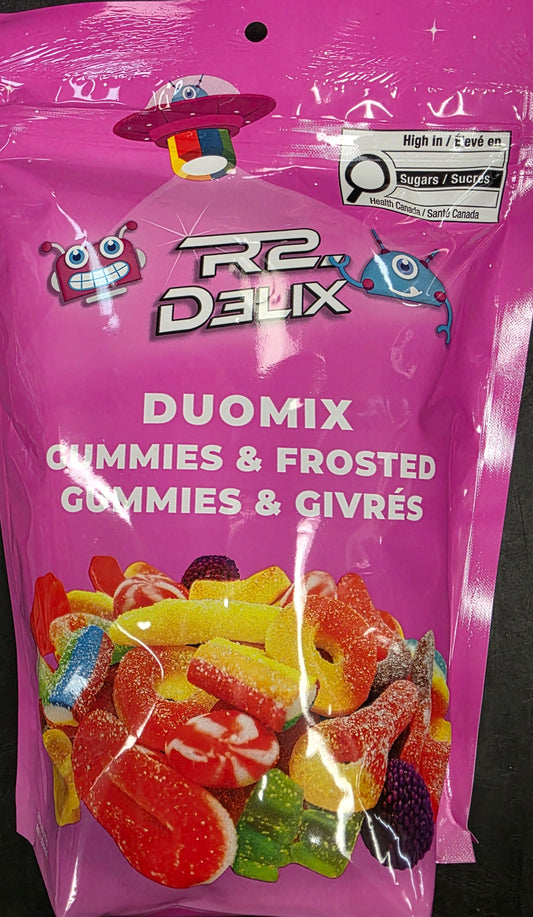 High in / Élevé en
Sugars / Sucres
Health Canada / Santé Canada
R2
D3LIX
DUOMIX
GUMMIES & FROSTED
GUMMIES & GIVRÉS